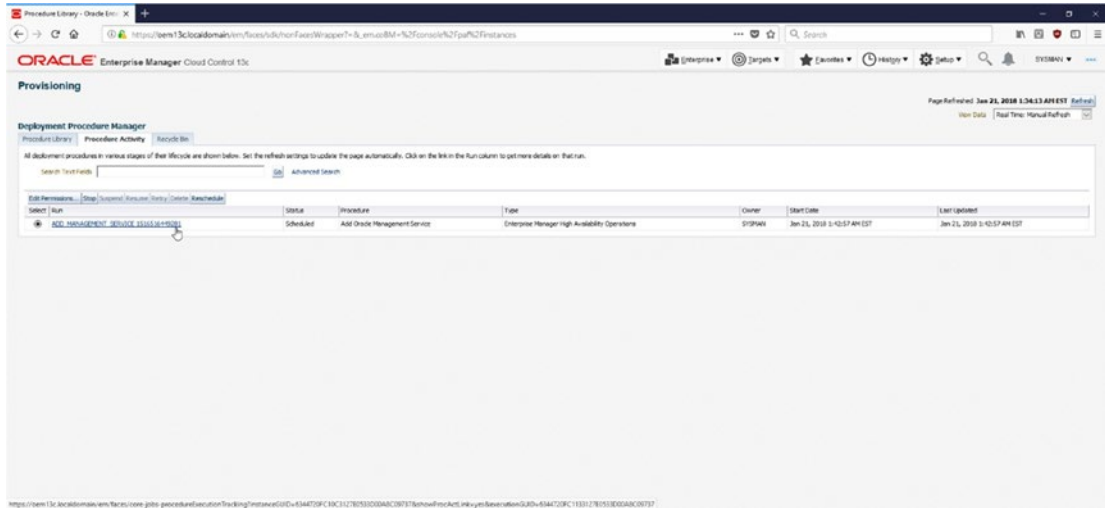 Procedure Library - Oracle Ente
https://oem13c.localdomain/em/faces/sdk/nonFacesWrapper?=&_em.coBM=%2Fconsole%2Fpaf%2Finstances
Search
ORACLE Enterprise Manager Cloud Control 13c
Enterprise Targets Favorites History Setup SYSMAN
Provisioning
Page Refreshed Jan 21, 2018 1:34:13 AM EST Refresh
View Data Real Time: Manual Refresh
Deployment Procedure Manager
Procedure Library Procedure Activity Recycle Bin
All deployment procedures in various stages of their lifecycle are shown below. Set the refresh settings to update the page automatically. Click on the link in the Run column to get more details on that run.
Search Text Fields Go Advanced Search
Edit Permissions... Stop Suspend Resume Retry Delete Reschedule
Select Run Status Procedure Type Owner Start Date Last Updated
ADD MANAGEMENT SERVICE Scheduled Add Oracle Management Service Enterprise Manager High Availability Operations SYSMAN Jan 21, 2018 1:42:57 AM EST Jan 21, 2018 1:42:57 AM EST